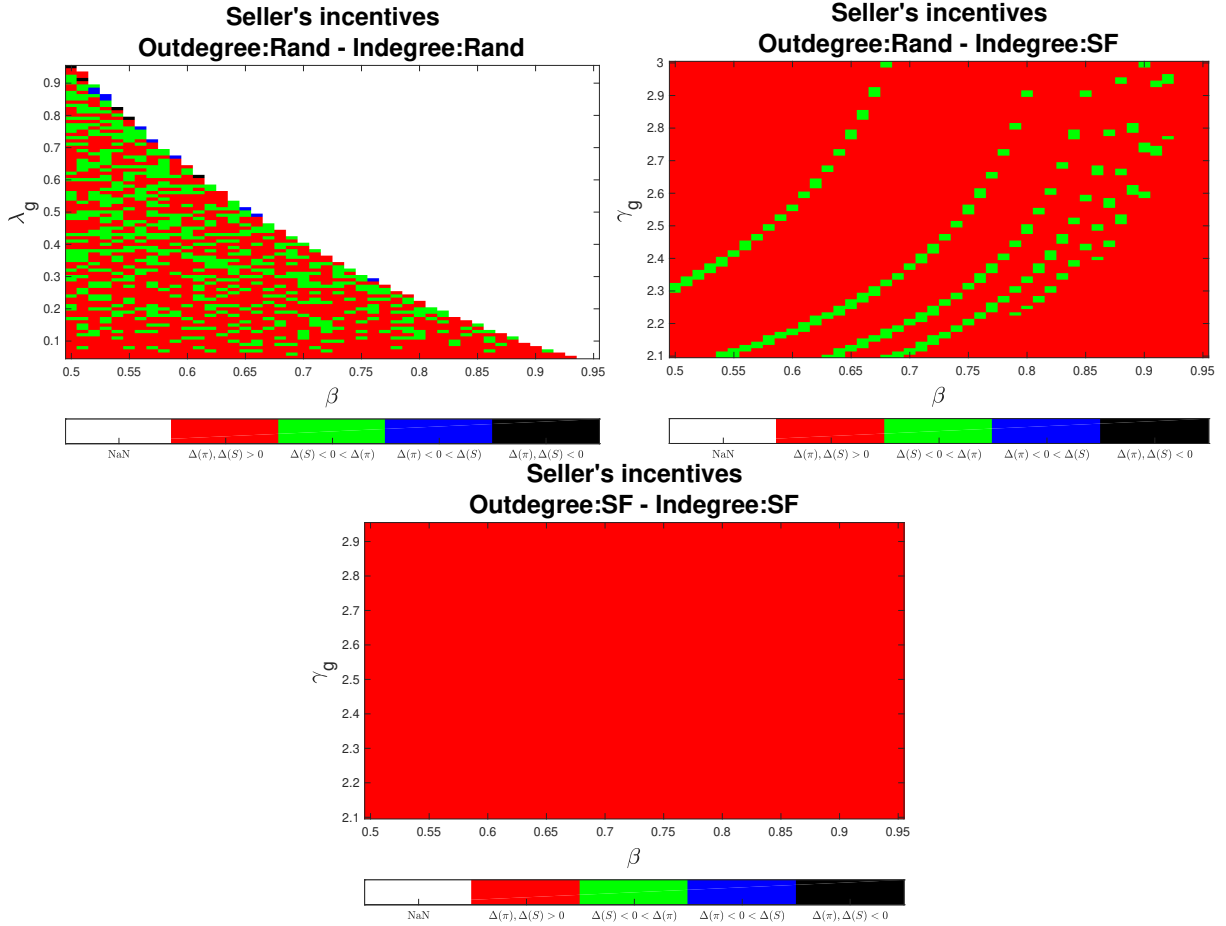 Seller's incentives
Outdegree:Rand - Indegree:Rand
λ_g
0.9
0.8
0.7
0.6
0.5
0.4
0.3
0.2
0.1
0.5 0.55 0.6 0.65 0.7 0.75 0.8 0.85 0.9 0.95
β
NaN Δ(π), Δ(S) > 0 Δ(S) < 0 < Δ(π) Δ(π) < 0 < Δ(S) Δ(π), Δ(S) < 0
Seller's incentives
Outdegree:Rand - Indegree:SF
γ_g
3
2.9
2.8
2.7
2.6
2.5
2.4
2.3
2.2
2.1
0.5 0.55 0.6 0.65 0.7 0.75 0.8 0.85 0.9 0.95
β
NaN Δ(π), Δ(S) > 0 Δ(S) < 0 < Δ(π) Δ(π) < 0 < Δ(S) Δ(π), Δ(S) < 0
Seller's incentives
Outdegree:SF - Indegree:SF
γ_g
2.9
2.8
2.7
2.6
2.5
2.4
2.3
2.2
2.1
0.5 0.55 0.6 0.65 0.7 0.75 0.8 0.85 0.9 0.95
β
NaN Δ(π), Δ(S) > 0 Δ(S) < 0 < Δ(π) Δ(π) < 0 < Δ(S) Δ(π), Δ(S) < 0